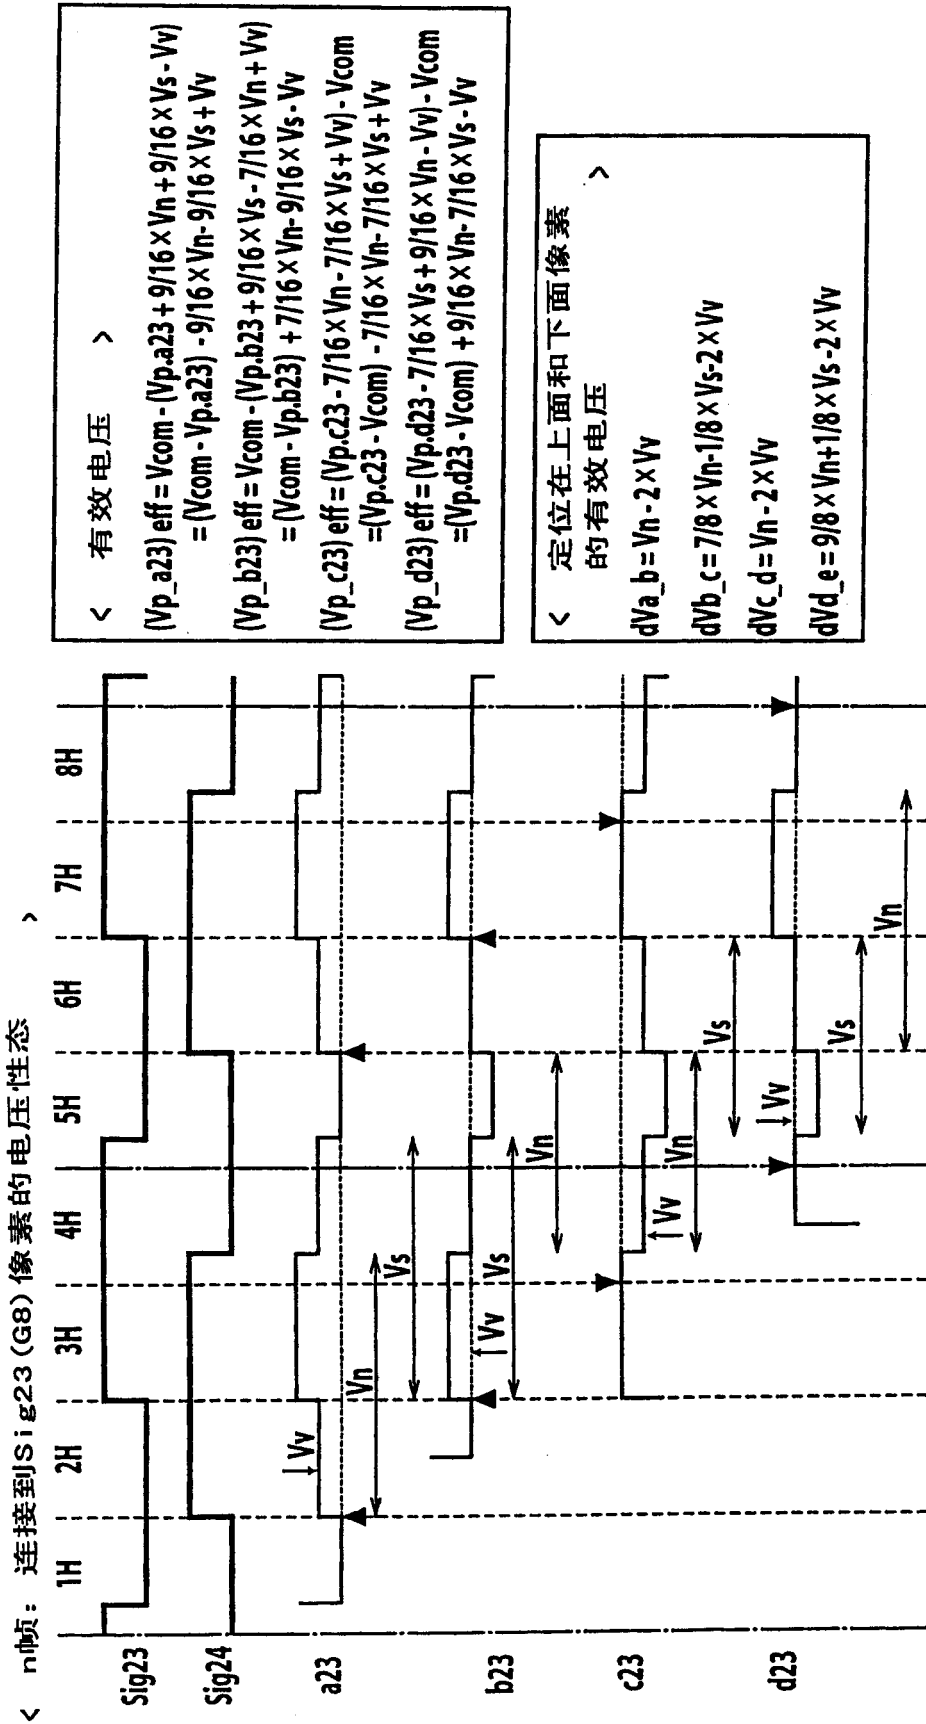 < n帧：连接到Sig23(G8)像素的电压性态 >
1H 2H 3H 4H 5H 6H 7H 8H
Sig23
Sig24
a23
Vv
Vn
Vs
b23
Vv
Vs
Vn
c23
Vv
Vn
Vs
d23
Vv
Vs
Vn
< 有效电压 >
(Vp_a23) eff = Vcom - (Vp.a23 + 9/16 × Vn + 9/16 × Vs - Vv)
= (Vcom - Vp.a23) - 9/16 × Vn - 9/16 × Vs + Vv
(Vp_b23) eff = Vcom - (Vp.b23 + 9/16 × Vs - 7/16 × Vn + Vv)
= (Vcom - Vp.b23) + 7/16 × Vn - 9/16 × Vs - Vv
(Vp_c23) eff = (Vp.c23 - 7/16 × Vn - 7/16 × Vs + Vv) - Vcom
=(Vp.c23 - Vcom) - 7/16 × Vn - 7/16 × Vs + Vv
(Vp_d23) eff = (Vp.d23 - 7/16 × Vs + 9/16 × Vn - Vv) - Vcom
=(Vp.d23 - Vcom) + 9/16 × Vn - 7/16 × Vs - Vv
< 定位在上面和下面像素
的有效电压 >
dVa_b = Vn - 2 × Vv
dVb_c = 7/8 × Vn - 1/8 × Vs - 2 × Vv
dVc_d = Vn - 2 × Vv
dVd_e = 9/8 × Vn + 1/8 × Vs - 2 × Vv